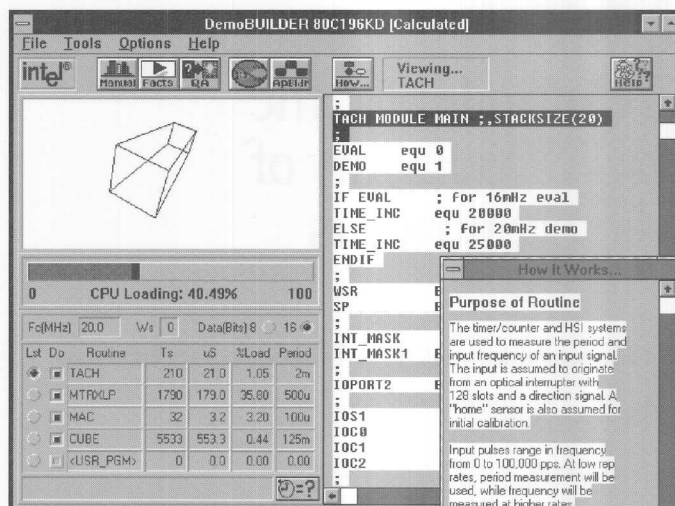 DemoBUILDER 80C196KD [Calculated]
File Tools Options Help
intel® Manual Facts QA ApBldr How... Viewing... TACH Help
;
TACH MODULE MAIN ;,STACKSIZE(20)
;
EVAL equ 0
DEMO equ 1
;
IF EVAL ; for 16mHz eval
TIME_INC equ 20000
ELSE ; for 20mHz demo
TIME_INC equ 25000
ENDIF
;
WSR E
SP E
;
INT_MASK
INT_MASK1 E
;
IOPORT2 E
;
IOS1
IOC0
IOC1
IOC2
;
0 CPU Loading: 40.49% 100
Fc(MHz) 20.0 Ws 0 Data(Bits) 8 16
Lst Do Routine Ts uS %Load Period
TACH 210 21.0 1.05 2m
MTRXLP 1790 179.0 35.80 500u
MAC 32 3.2 3.20 100u
CUBE 5533 553.3 0.44 125m
<USR_PGM> 0 0.0 0.00 0.00
=?
How It Works...
Purpose of Routine
The timer/counter and HSI systems
are used to measure the period and
input frequency of an input signal.
The input is assumed to originate
from an optical interrupter with
128 slots and a direction signal. A
"home" sensor is also assumed for
initial calibration.
Input pulses range in frequency
from 0 to 100,000 pps. At low rep
rates, period measurement will be
used, while frequency will be
measured at higher rates